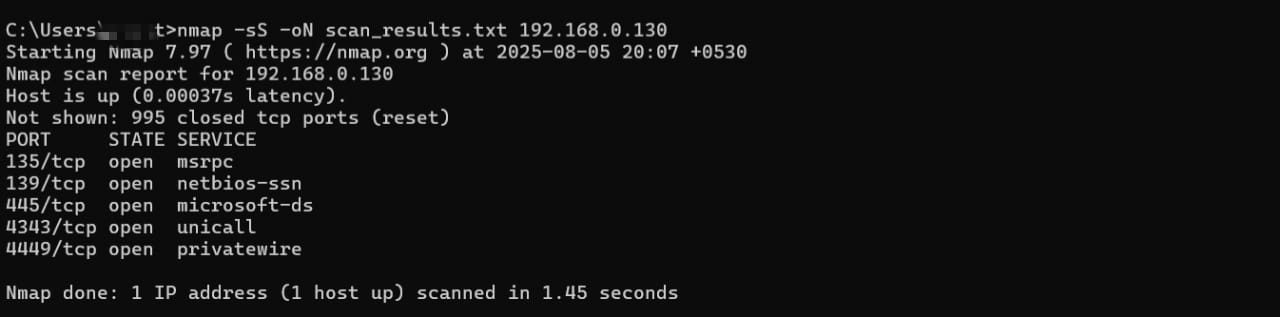 C:\Users t>nmap -sS -oN scan_results.txt 192.168.0.130
Starting Nmap 7.97 ( https://nmap.org ) at 2025-08-05 20:07 +0530
Nmap scan report for 192.168.0.130
Host is up (0.00037s latency).
Not shown: 995 closed tcp ports (reset)
PORT     STATE SERVICE
135/tcp  open  msrpc
139/tcp  open  netbios-ssn
445/tcp  open  microsoft-ds
4343/tcp open  unicall
4449/tcp open  privatewire
Nmap done: 1 IP address (1 host up) scanned in 1.45 seconds